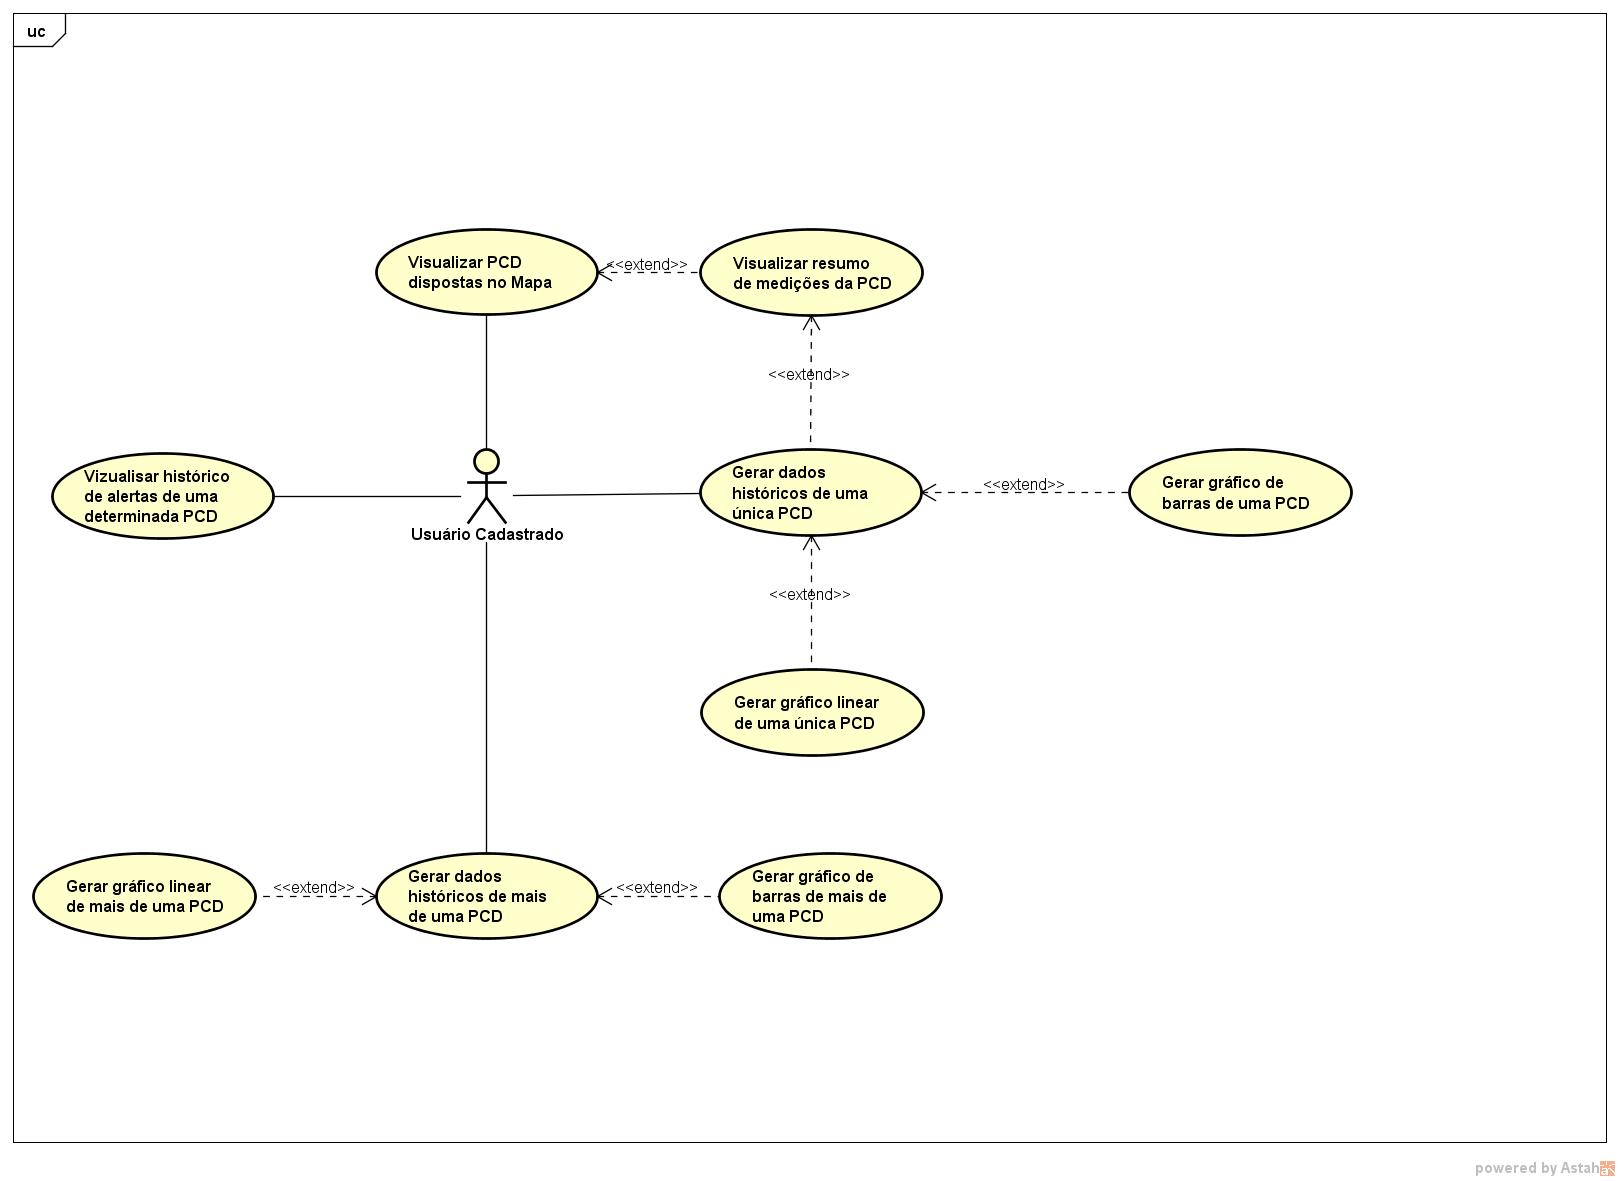 uc
Visualizar PCD
dispostas no Mapa
<<extend>>
Visualizar resumo
de medições da PCD
<<extend>>
Vizualisar histórico
de alertas de uma
determinada PCD
Usuário Cadastrado
Gerar dados
históricos de uma
única PCD
<<extend>>
Gerar gráfico de
barras de uma PCD
<<extend>>
Gerar gráfico linear
de uma única PCD
Gerar gráfico linear
de mais de uma PCD
<<extend>>
Gerar dados
históricos de mais
de uma PCD
<<extend>>
Gerar gráfico de
barras de mais de
uma PCD
powered by Astah